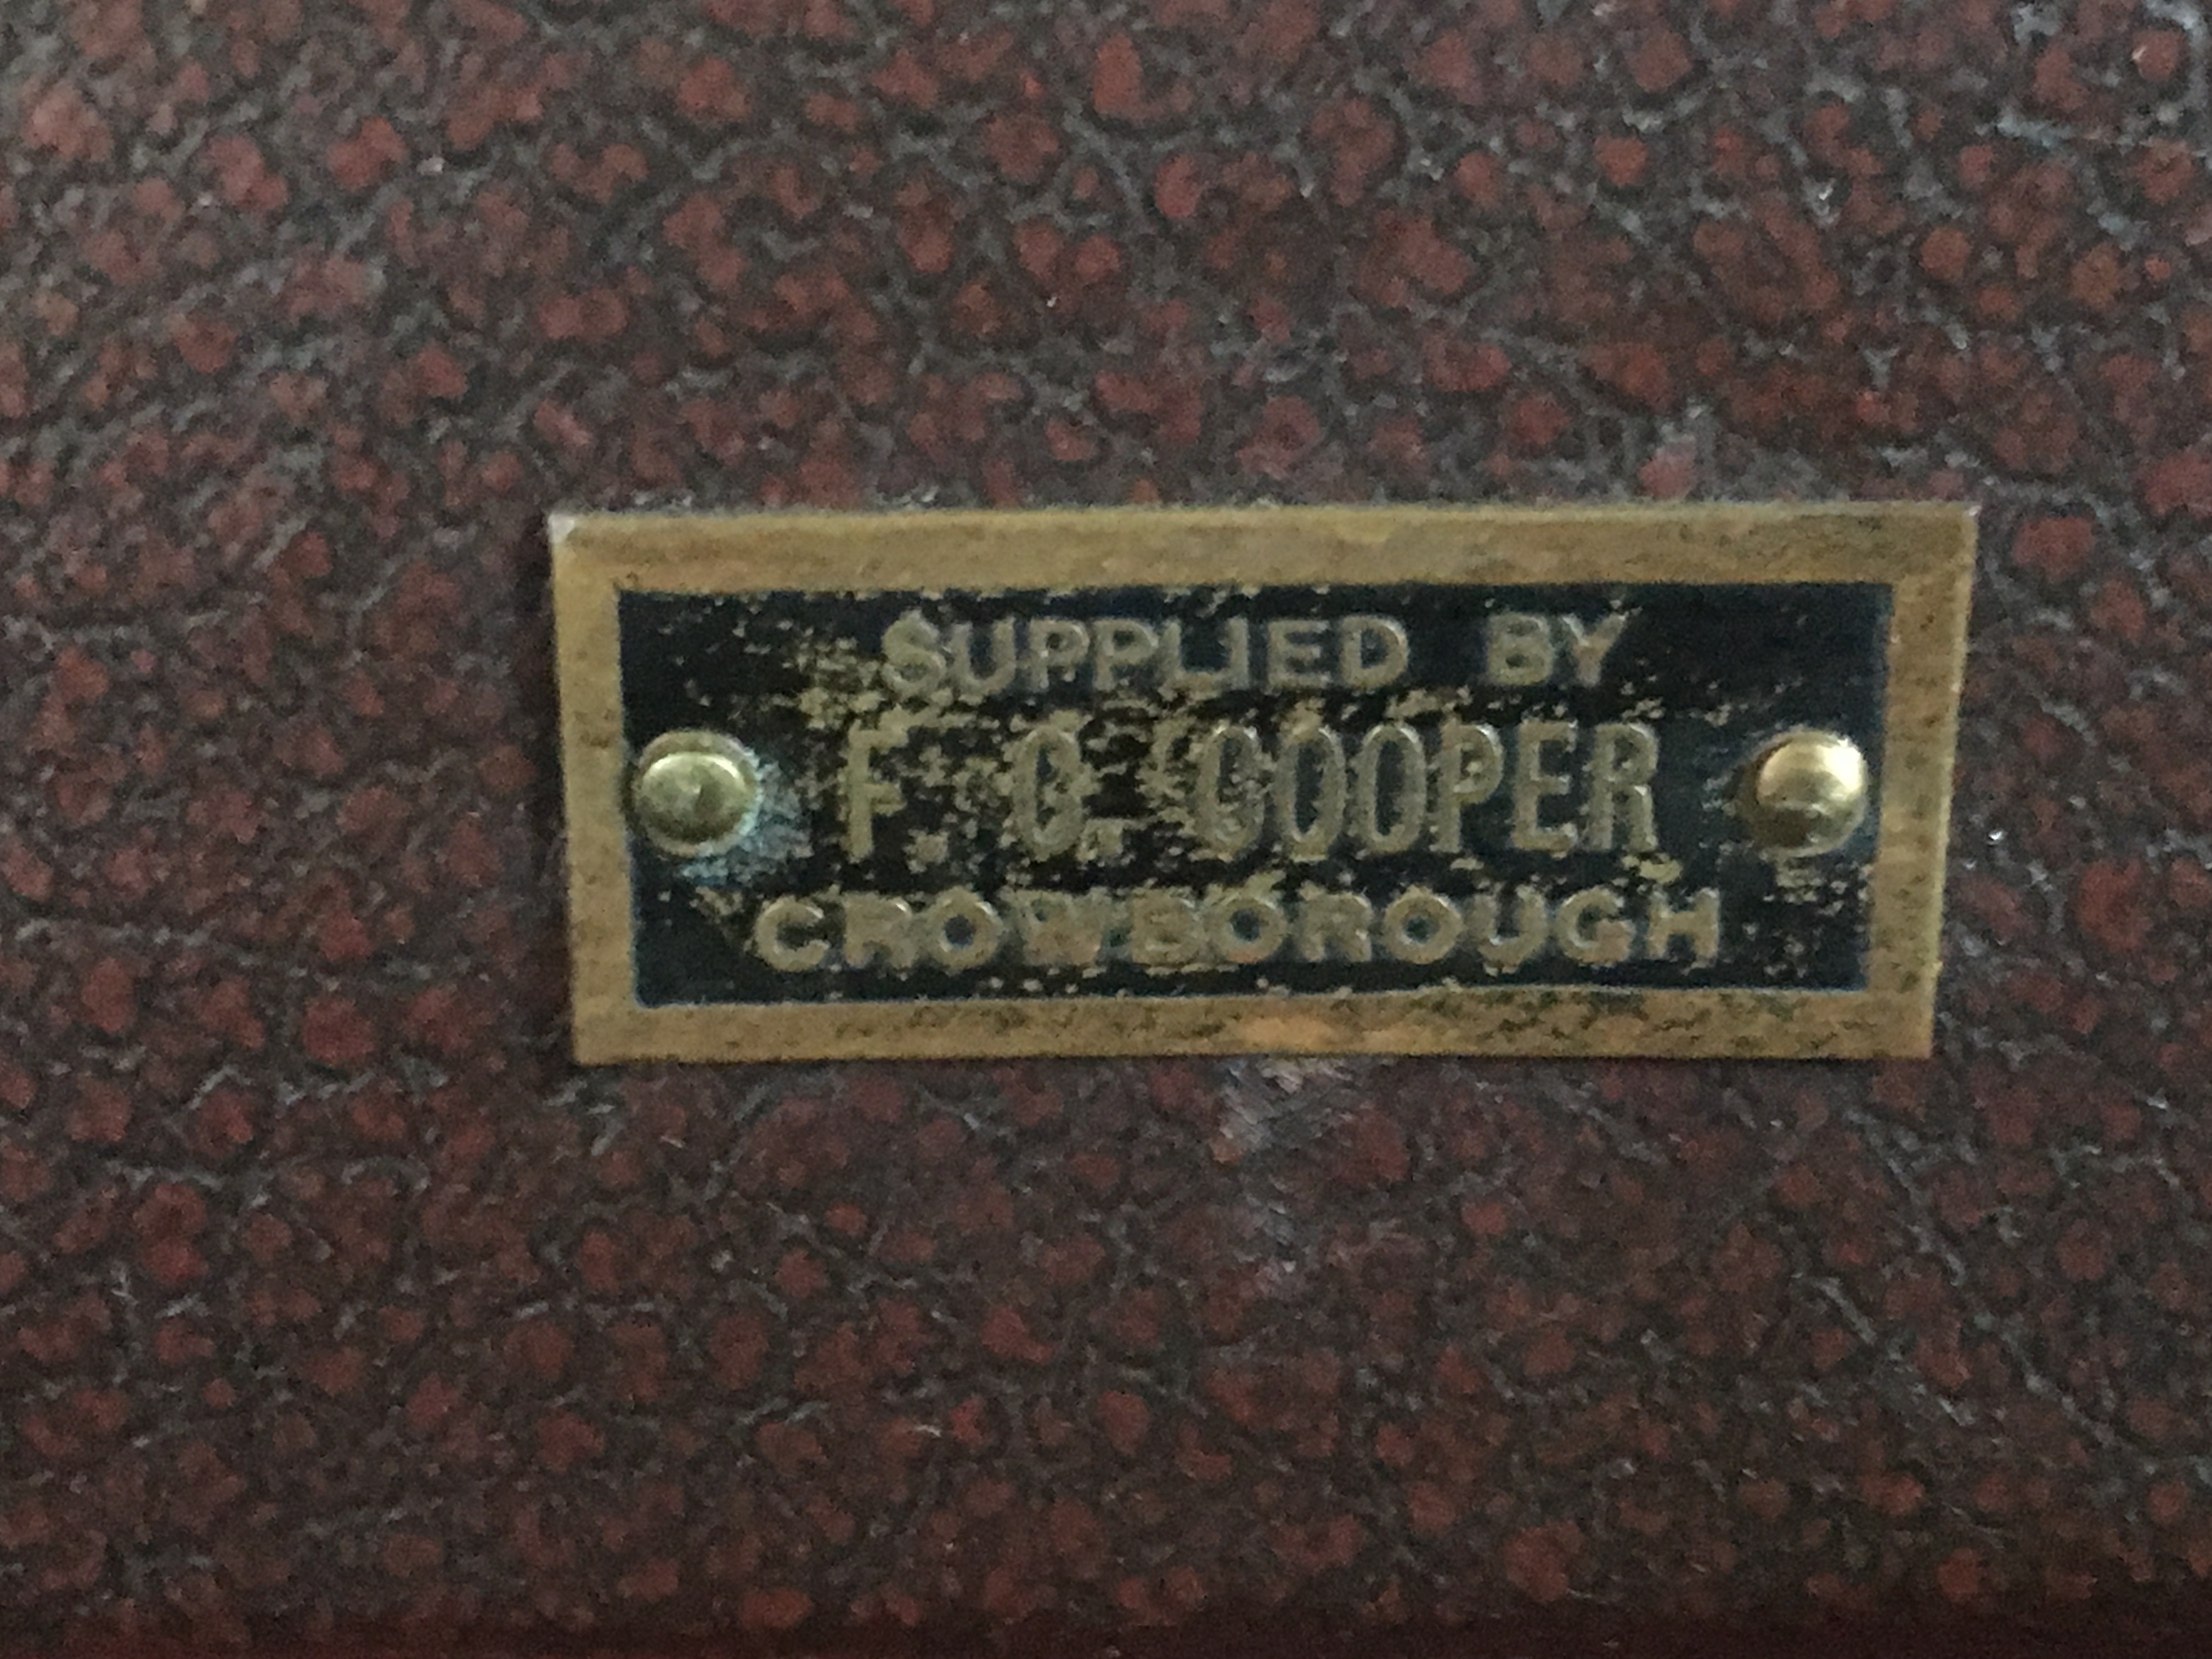 SUPPLIED BY
F. C. COOPER
CROWBOROUGH